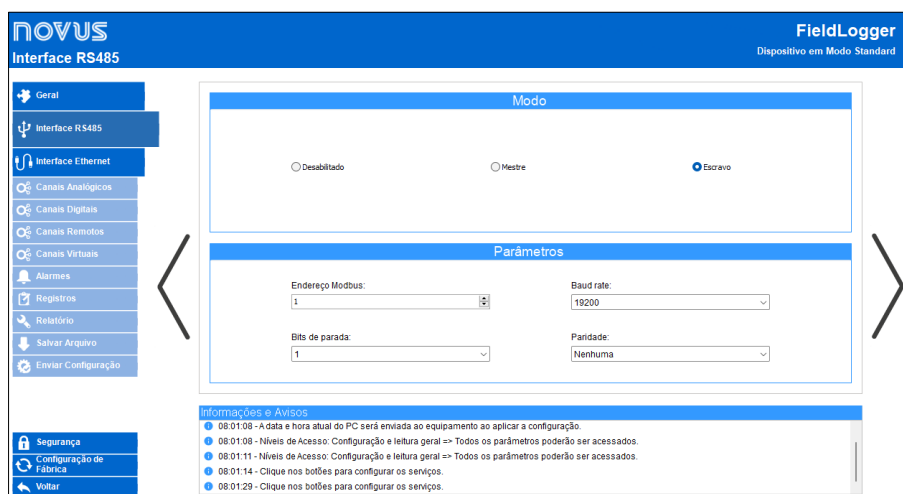 novus
FieldLogger
Interface RS485
Dispositivo em Modo Standard
Geral
Interface RS485
Interface Ethernet
Canais Analógicos
Canais Digitais
Canais Remotos
Canais Virtuais
Alarmes
Registros
Relatório
Salvar Arquivo
Enviar Configuração
Segurança
Configuração de
Fábrica
Voltar
Modo
Desabilitado
Mestre
Escravo
Parâmetros
Endereço Modbus:
Baud rate:
1
19200
Bits de parada:
Paridade:
1
Nenhuma
Informações e Avisos
08:01:08 - A data e hora atual do PC será enviada ao equipamento ao aplicar a configuração.
08:01:08 - Níveis de Acesso: Configuração e leitura geral => Todos os parâmetros poderão ser acessados.
08:01:11 - Níveis de Acesso: Configuração e leitura geral => Todos os parâmetros poderão ser acessados.
08:01:14 - Clique nos botões para configurar os serviços.
08:01:29 - Clique nos botões para configurar os serviços.